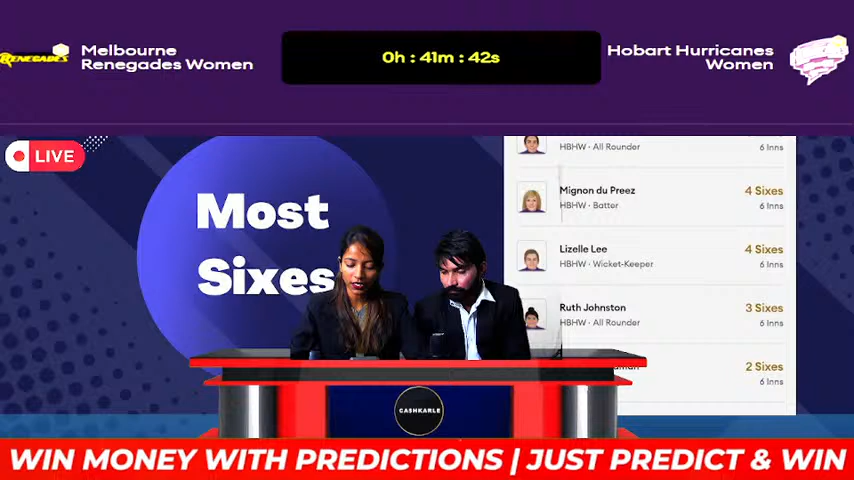 RENEGADES
Melbourne
Renegades Women
0h : 41m : 42s
Hobart Hurricanes
Women
LIVE
Most
Sixes
HBHW · All Rounder
6 Inns
Mignon du Preez
4 Sixes
HBHW · Batter
6 Inns
Lizelle Lee
4 Sixes
HBHW · Wicket-Keeper
6 Inns
Ruth Johnston
3 Sixes
HBHW · All Rounder
6 Inns
2 Sixes
6 Inns
CASHKARLE
WIN MONEY WITH PREDICTIONS | JUST PREDICT & WIN